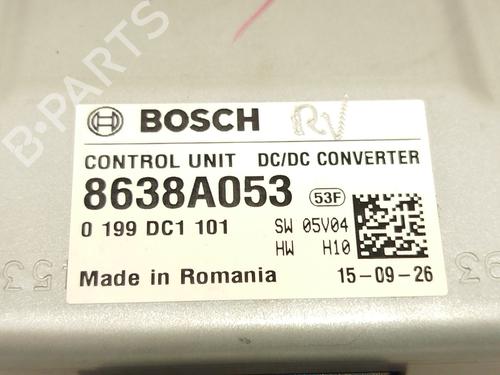 B-PARTS
BOSCH
RV
CONTROL UNIT DC/DC CONVERTER
8638A053
53F
0 199 DC1 101
SW 05V04
HW H10
Made in Romania
15-09-26